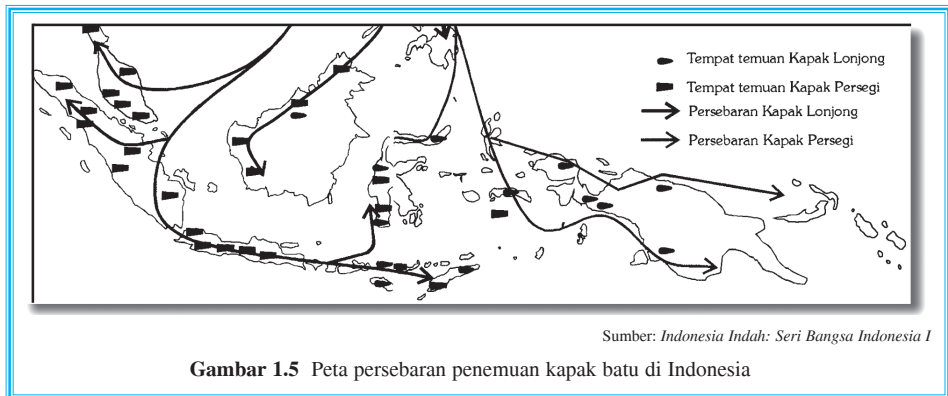 Tempat temuan Kapak Lonjong
Tempat temuan Kapak Persegi
Persebaran Kapak Lonjong
Persebaran Kapak Persegi
Sumber: Indonesia Indah: Seri Bangsa Indonesia I
Gambar 1.5 Peta persebaran penemuan kapak batu di Indonesia